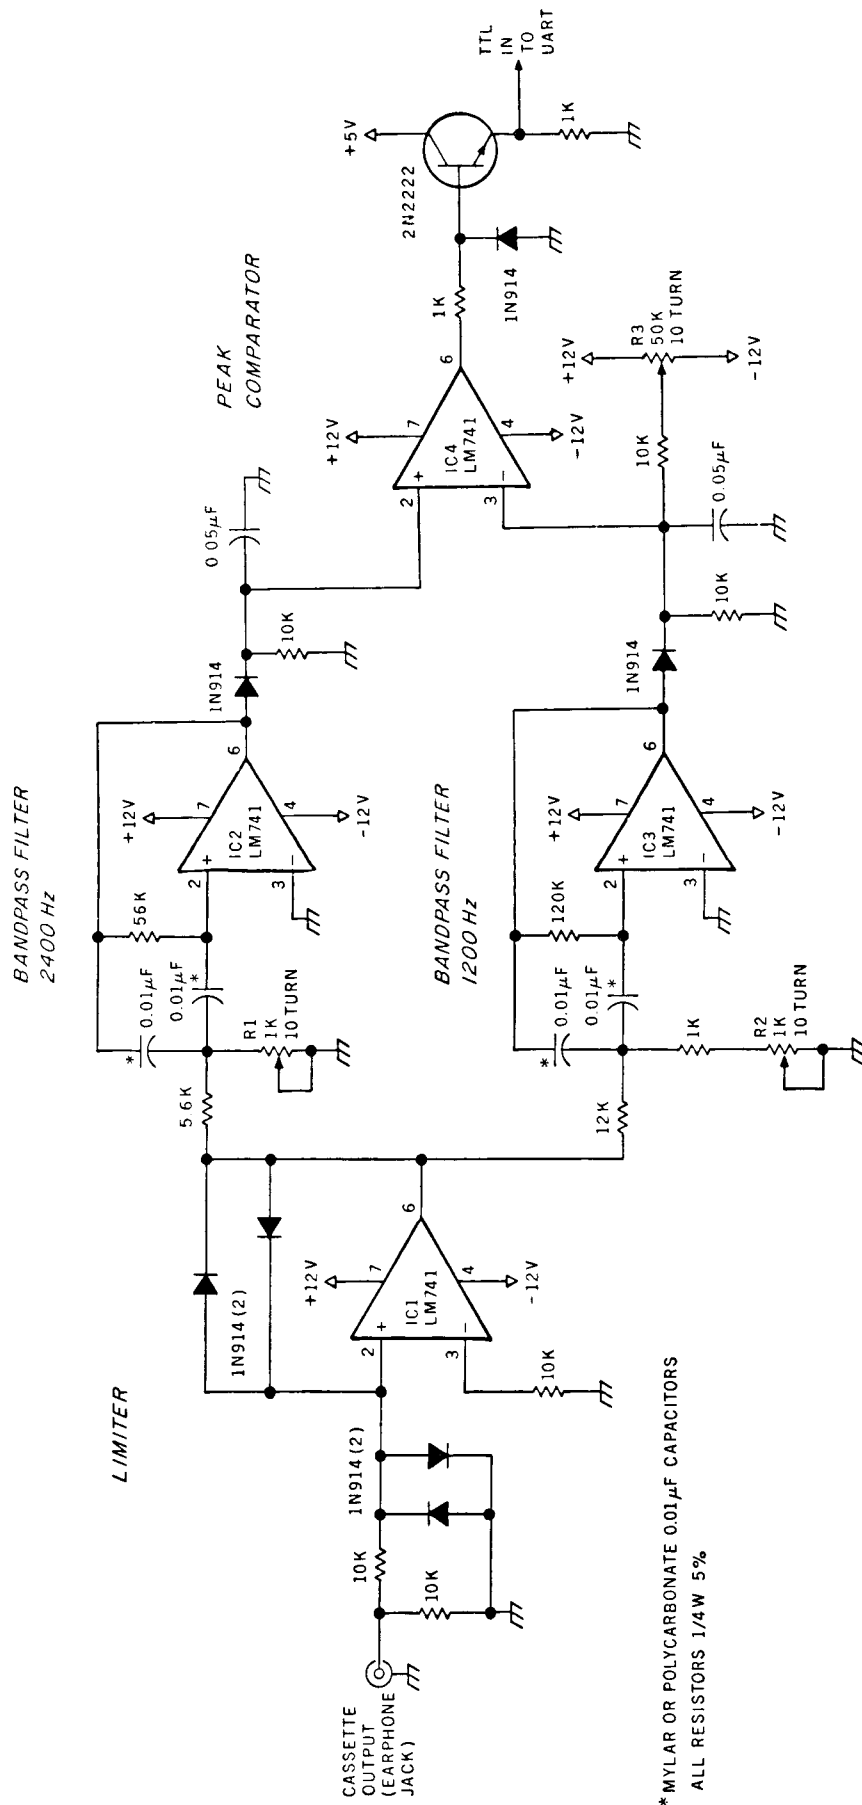 LIMITER
CASSETTE
OUTPUT
(EARPHONE
JACK)
10K
10K
1N914 (2)
1N914 (2)
2
+
3
−
IC1
LM741
7
+12V
4
-12V
6
10K
BANDPASS FILTER
2400 Hz
5.6K
*
0.01µF
0.01µF
*
R1
1K
10 TURN
56K
2
+
3
−
IC2
LM741
7
+12V
4
-12V
6
1N914
10K
0.05µF
BANDPASS FILTER
1200 Hz
12K
*
0.01µF
0.01µF
*
1K
R2
1K
10 TURN
120K
2
+
3
−
IC3
LM741
7
+12V
4
-12V
6
1N914
10K
0.05µF
10K
+12V
R3
50K
10 TURN
-12V
PEAK
COMPARATOR
2
+
3
−
IC4
LM741
7
+12V
4
-12V
6
1K
1N914
2N2222
+5V
1K
TTL
IN
TO
UART
*MYLAR OR POLYCARBONATE 0.01µF CAPACITORS
ALL RESISTORS 1/4W 5%